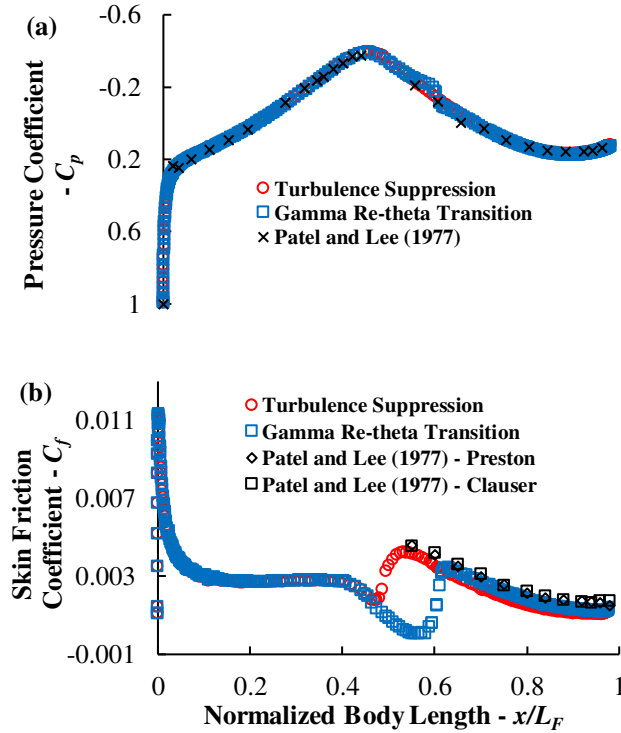 (a)
-0.6
-0.2
0.2
0.6
1
Pressure Coefficient
- Cp
Turbulence Suppression
Gamma Re-theta Transition
Patel and Lee (1977)
(b)
0.011
0.007
0.003
-0.001
Skin Friction
Coefficient - Cf
Turbulence Suppression
Gamma Re-theta Transition
Patel and Lee (1977) - Preston
Patel and Lee (1977) - Clauser
0 0.2 0.4 0.6 0.8 1
Normalized Body Length - x/LF